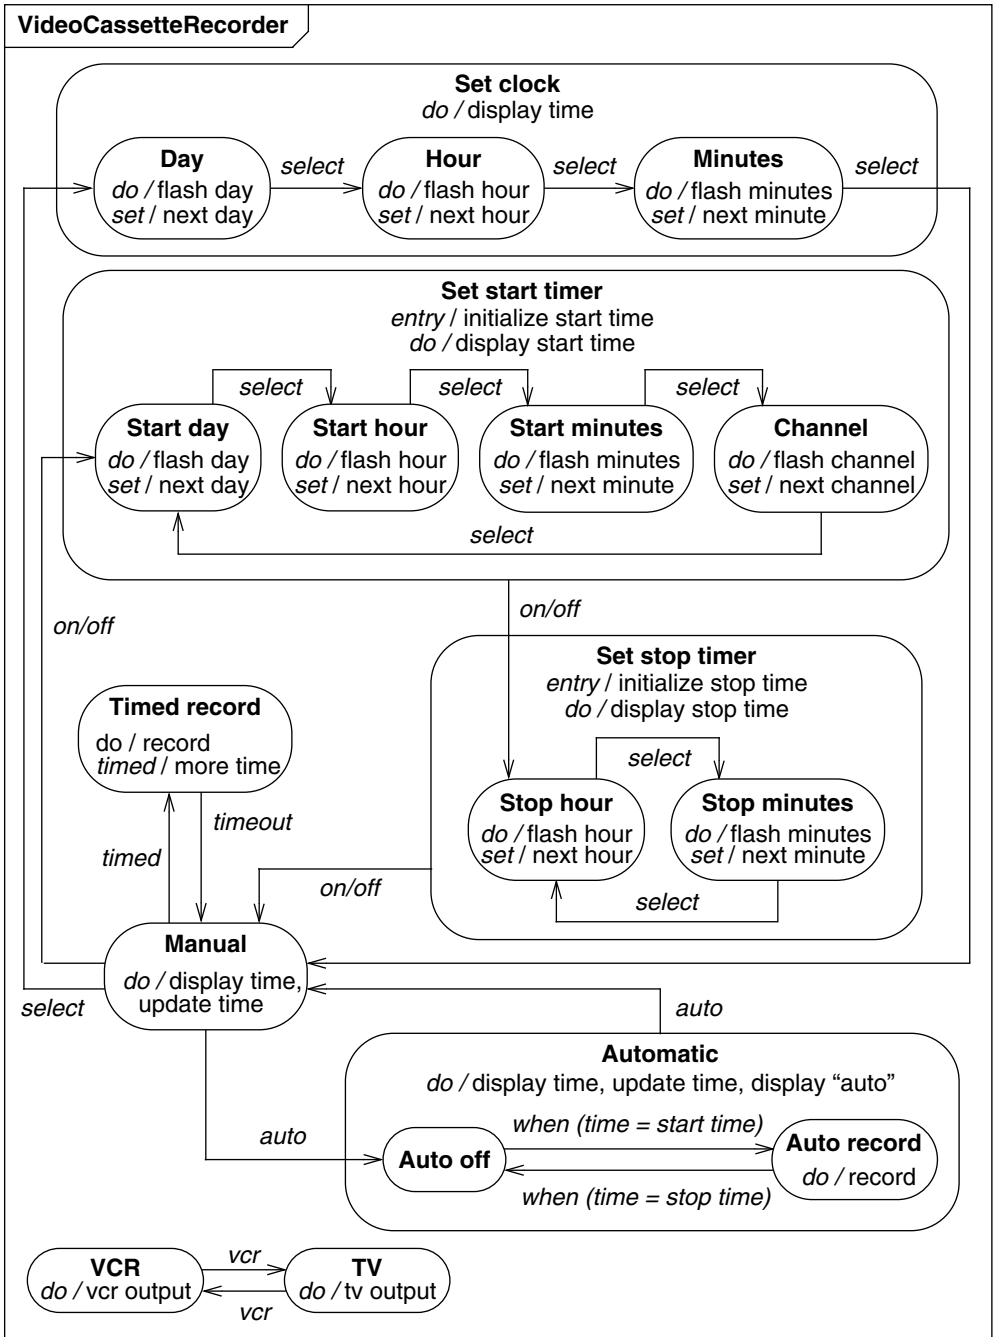 VideoCassetteRecorder
Set clock
do / display time
Day
do / flash day
set / next day
select
Hour
do / flash hour
set / next hour
select
Minutes
do / flash minutes
set / next minute
select
Set start timer
entry / initialize start time
do / display start time
select
select
select
Start day
do / flash day
set / next day
Start hour
do / flash hour
set / next hour
Start minutes
do / flash minutes
set / next minute
Channel
do / flash channel
set / next channel
select
on/off
on/off
Set stop timer
entry / initialize stop time
do / display stop time
Timed record
do / record
timed / more time
select
Stop hour
do / flash hour
set / next hour
Stop minutes
do / flash minutes
set / next minute
select
timeout
timed
on/off
Manual
do / display time,
update time
select
auto
Automatic
do / display time, update time, display “auto”
auto
Auto off
when (time = start time)
Auto record
do / record
when (time = stop time)
VCR
do / vcr output
vcr
TV
do / tv output
vcr